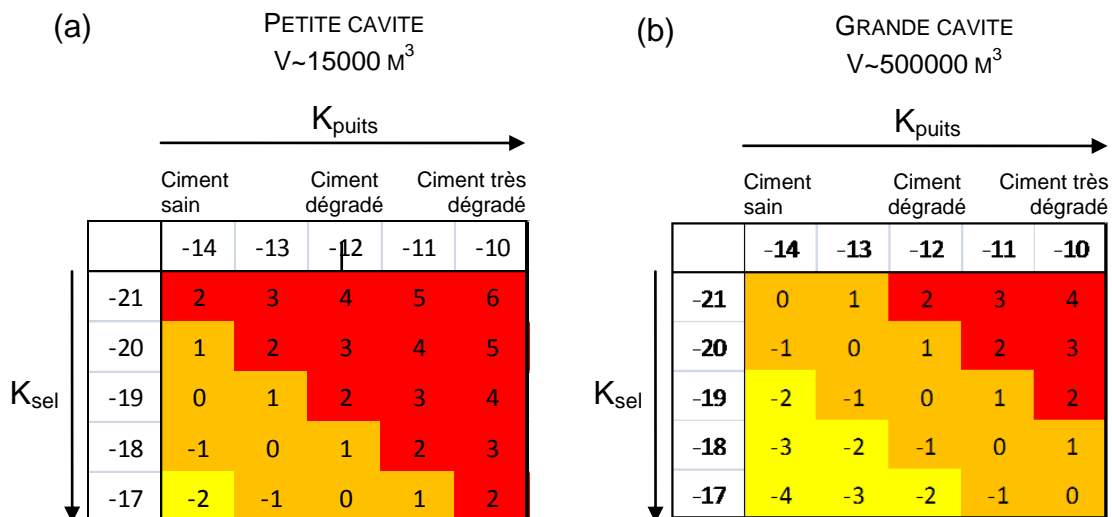 (a)
PETITE CAVITE
V~15000 M³
K_puits
Ciment sain
Ciment dégradé
Ciment très dégradé
-14 -13 -12 -11 -10
-21 2 3 4 5 6
-20 1 2 3 4 5
K_sel
-19 0 1 2 3 4
-18 -1 0 1 2 3
-17 -2 -1 0 1 2
(b)
GRANDE CAVITE
V~500000 M³
K_puits
Ciment sain
Ciment dégradé
Ciment très dégradé
-14 -13 -12 -11 -10
-21 0 1 2 3 4
-20 -1 0 1 2 3
K_sel
-19 -2 -1 0 1 2
-18 -3 -2 -1 0 1
-17 -4 -3 -2 -1 0